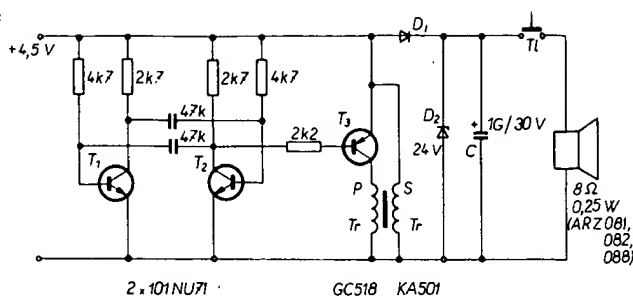 +4,5 V
4k7
2k7
2k7
4k7
47k
47k
T1
T2
2k2
T3
P
S
Tr
Tr
D1
D2
24 V
+
1G/30 V
C
Tl
8Ω
0,25 W
(ARZ 081,
082,
088)
2 x 101 NU71
GC518
KA501